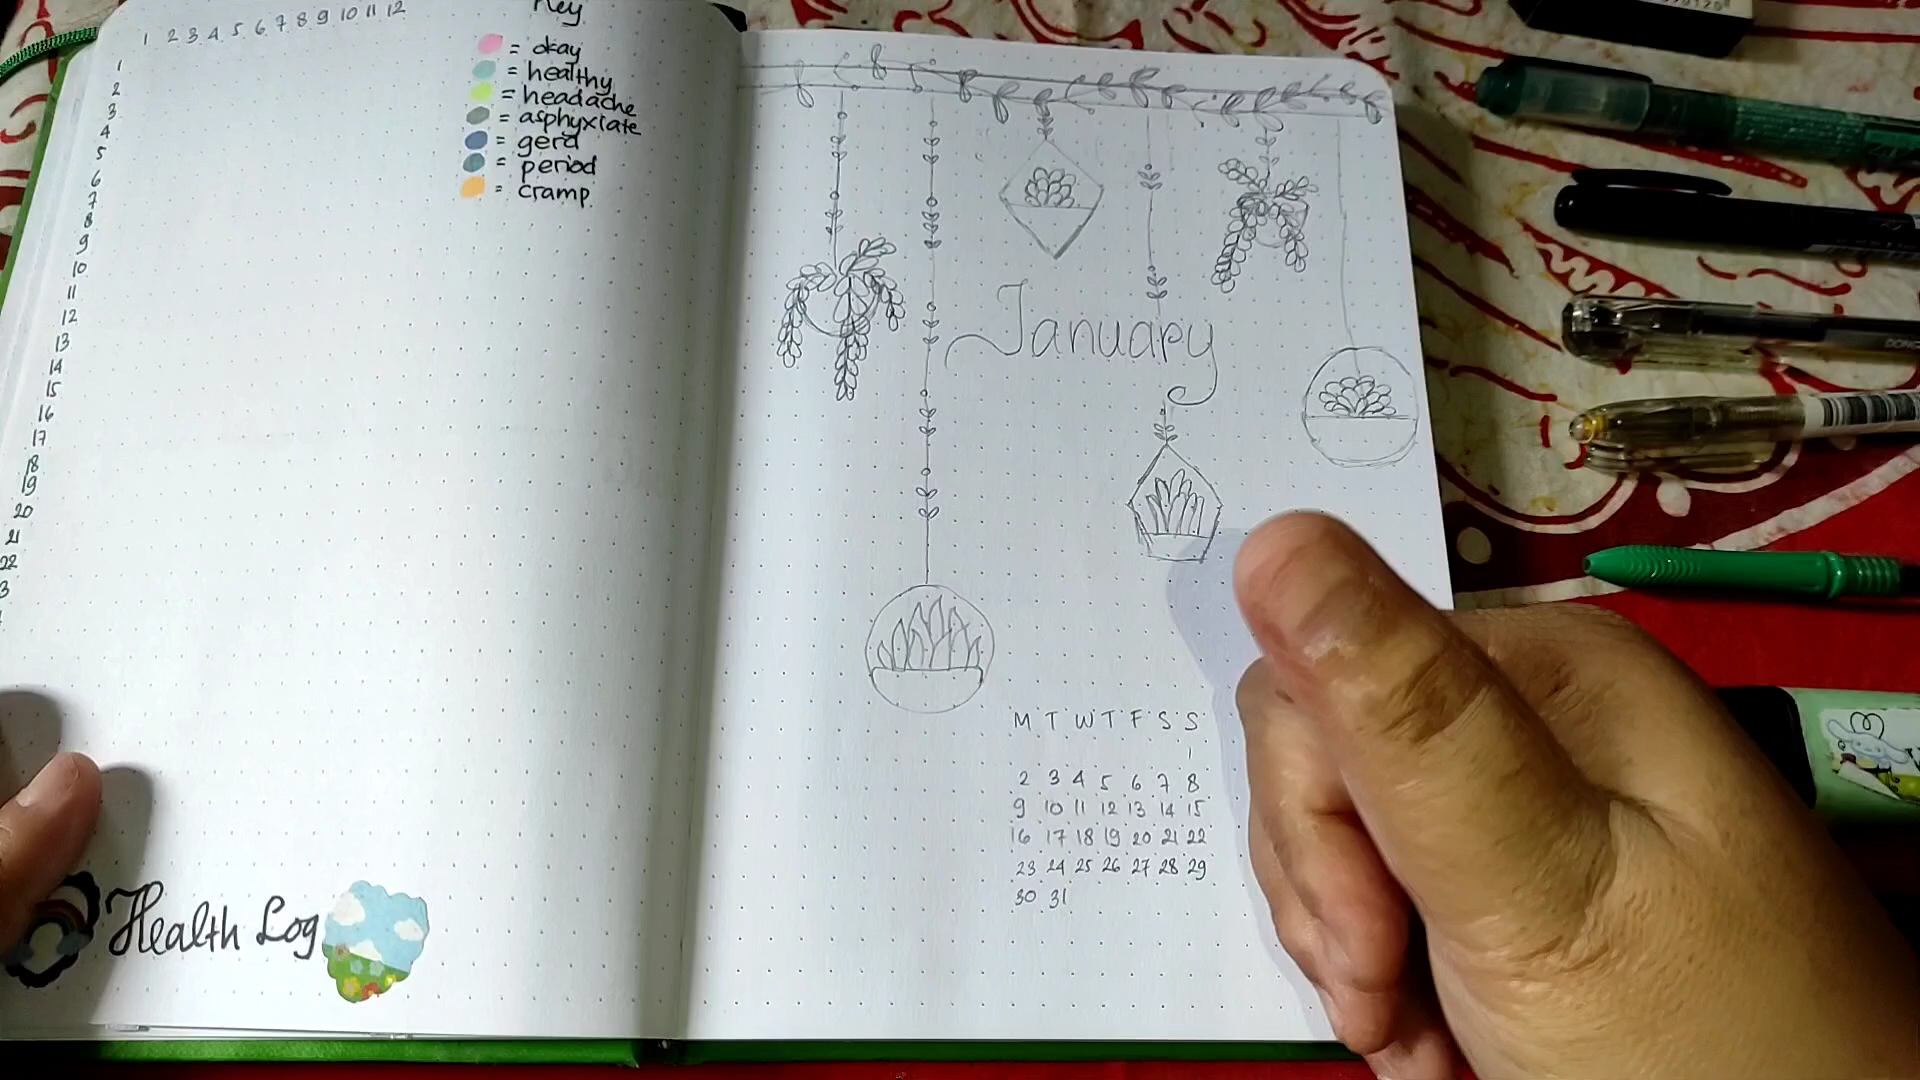 1 2 3 4 5 6 7 8 9 10 11 12
Key
= okay
= healthy
= headache
= asphyxiate
= gerd
= period
= cramp
1
2
3
4
5
6
7
8
9
10
11
12
13
14
15
16
17
18
19
20
21
22
3
Health Log
January
M T W T F S S
1
2 3 4 5 6 7 8
9 10 11 12 13 14 15
16 17 18 19 20 21 22
23 24 25 26 27 28 29
30 31
DONG